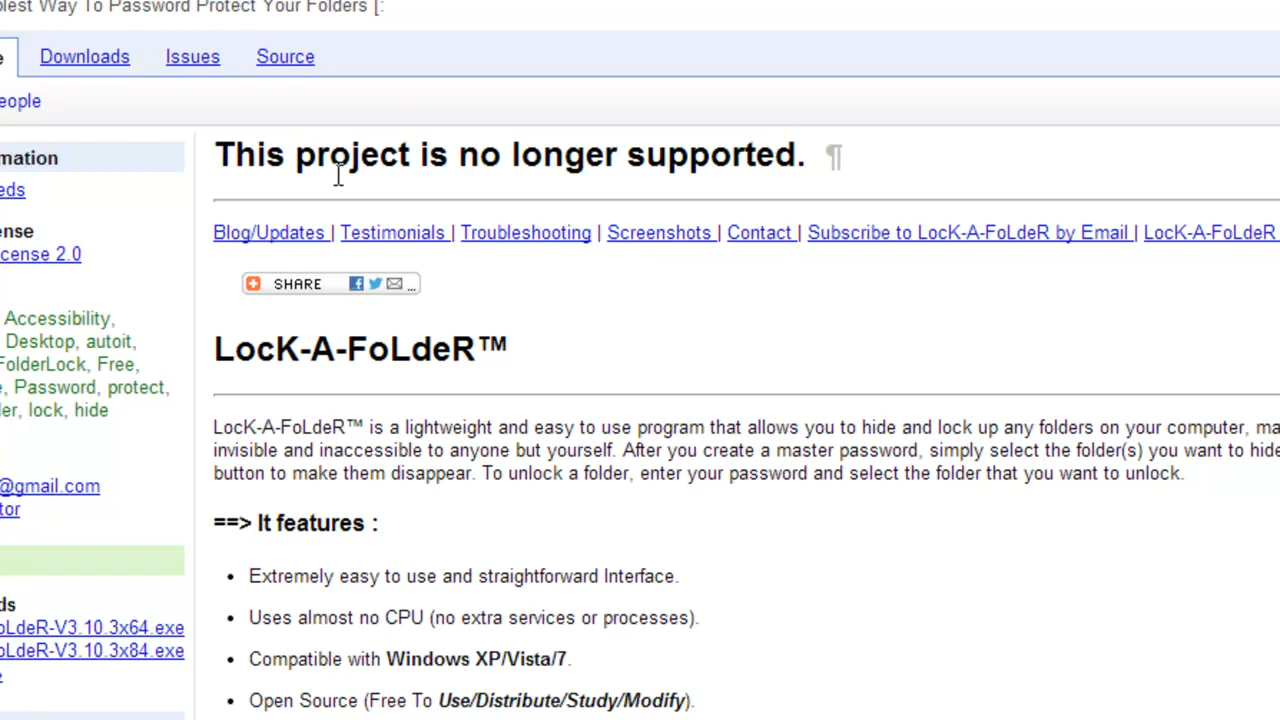 lest Way To Password Protect Your Folders [:
e Downloads Issues Source
eople
mation
eds
ense
cense 2.0
Accessibility,
Desktop, autoit,
FolderLock, Free,
e, Password, protect,
ler, lock, hide
@gmail.com
tor
ds
oLdeR-V3.10.3x64.exe
oLdeR-V3.10.3x84.exe
This project is no longer supported. ¶
Blog/Updates | Testimonials | Troubleshooting | Screenshots | Contact | Subscribe to LocK-A-FoLdeR by Email | LocK-A-FoLdeR
SHARE ...
LocK-A-FoLdeR™
LocK-A-FoLdeR™ is a lightweight and easy to use program that allows you to hide and lock up any folders on your computer, ma
invisible and inaccessible to anyone but yourself. After you create a master password, simply select the folder(s) you want to hide
button to make them disappear. To unlock a folder, enter your password and select the folder that you want to unlock.
==> It features :
• Extremely easy to use and straightforward Interface.
• Uses almost no CPU (no extra services or processes).
• Compatible with Windows XP/Vista/7.
• Open Source (Free To Use/Distribute/Study/Modify).